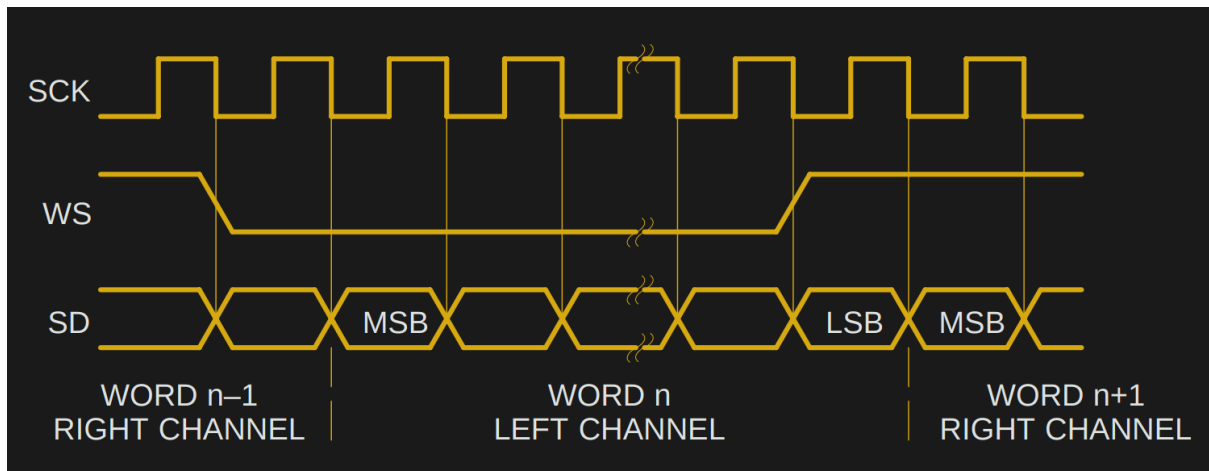 SCK
WS
SD
MSB
LSB
MSB
WORD n–1
RIGHT CHANNEL
WORD n
LEFT CHANNEL
WORD n+1
RIGHT CHANNEL